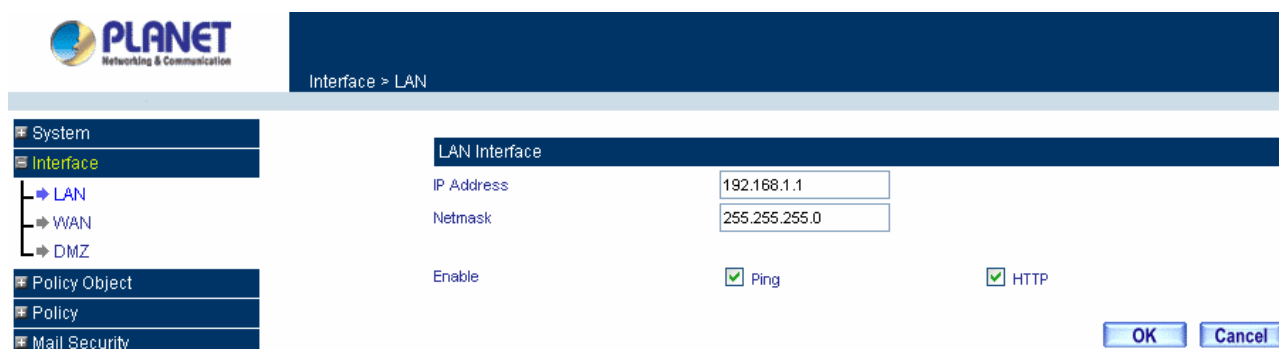 PLANET
Networking & Communication
Interface > LAN
System
Interface
LAN
WAN
DMZ
Policy Object
Policy
Mail Security
LAN Interface
IP Address 192.168.1.1
Netmask 255.255.255.0
Enable Ping HTTP
OK Cancel